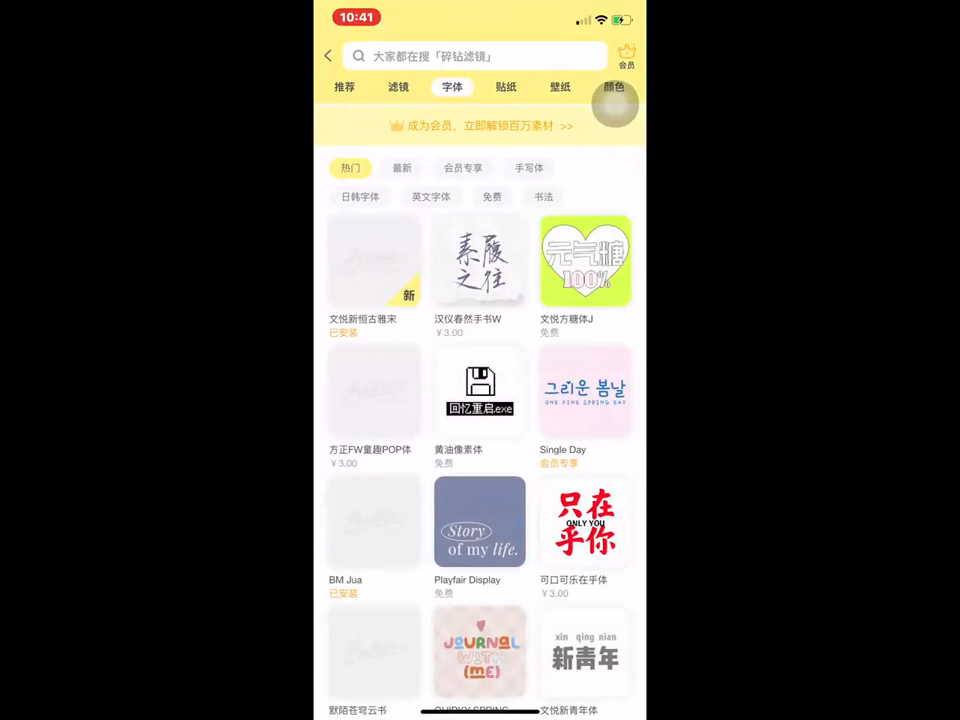 10:41
大家都在搜「碎钻滤镜」
会员
推荐 滤镜 字体 贴纸 壁纸 颜色
成为会员，立即解锁百万素材 >>
热门 最新 会员专享 手写体
日韩字体 英文字体 免费 书法
新
素履
之往
元气糖
100%
文悦新恒古雅宋 汉仪春然手书W 文悦方糖体J
已安装 ¥3.00 免费
回忆重启.exe
그리운 봄날
ONE FINE SPRING DAY
方正FW童趣POP体 黄油像素体 Single Day
¥3.00 免费 会员专享
Story
of my life.
只在
ONLY YOU
乎你
BM Jua Playfair Display 可口可乐在乎体
已安装 免费 ¥3.00
JOURNAL
WITH
(ME)
xin qing nian
新青年
默陌苍穹云书 QUIRKY SPRING 文悦新青年体